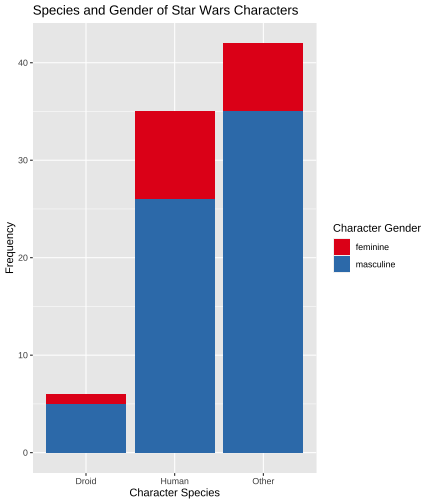 Species and Gender of Star Wars Characters
40
30
20
10
0
Frequency
Droid Human Other
Character Species
Character Gender
feminine
masculine